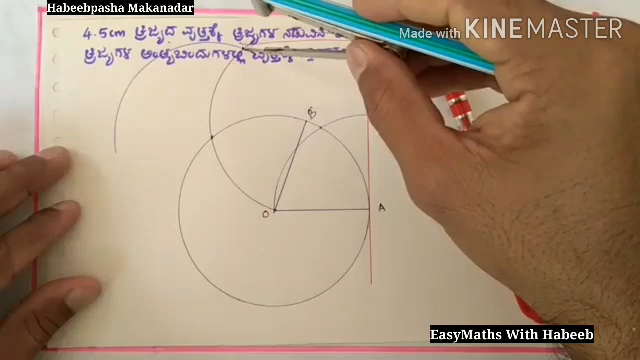 Habeebpasha Makanadar
Made with KINEMASTER
4.5cm ತ್ರಿಜ್ಯದ ವೃತ್ತಕ್ಕೆ ತ್ರಿಜ್ಯಗಳ ನಡುವಿನ
ತ್ರಿಜ್ಯಗಳ ಅಂತ್ಯಬಿಂದುಗಳಲ್ಲಿ ವೃತ್ತಕ್ಕೆ
B
O
A
EasyMaths With Habeeb